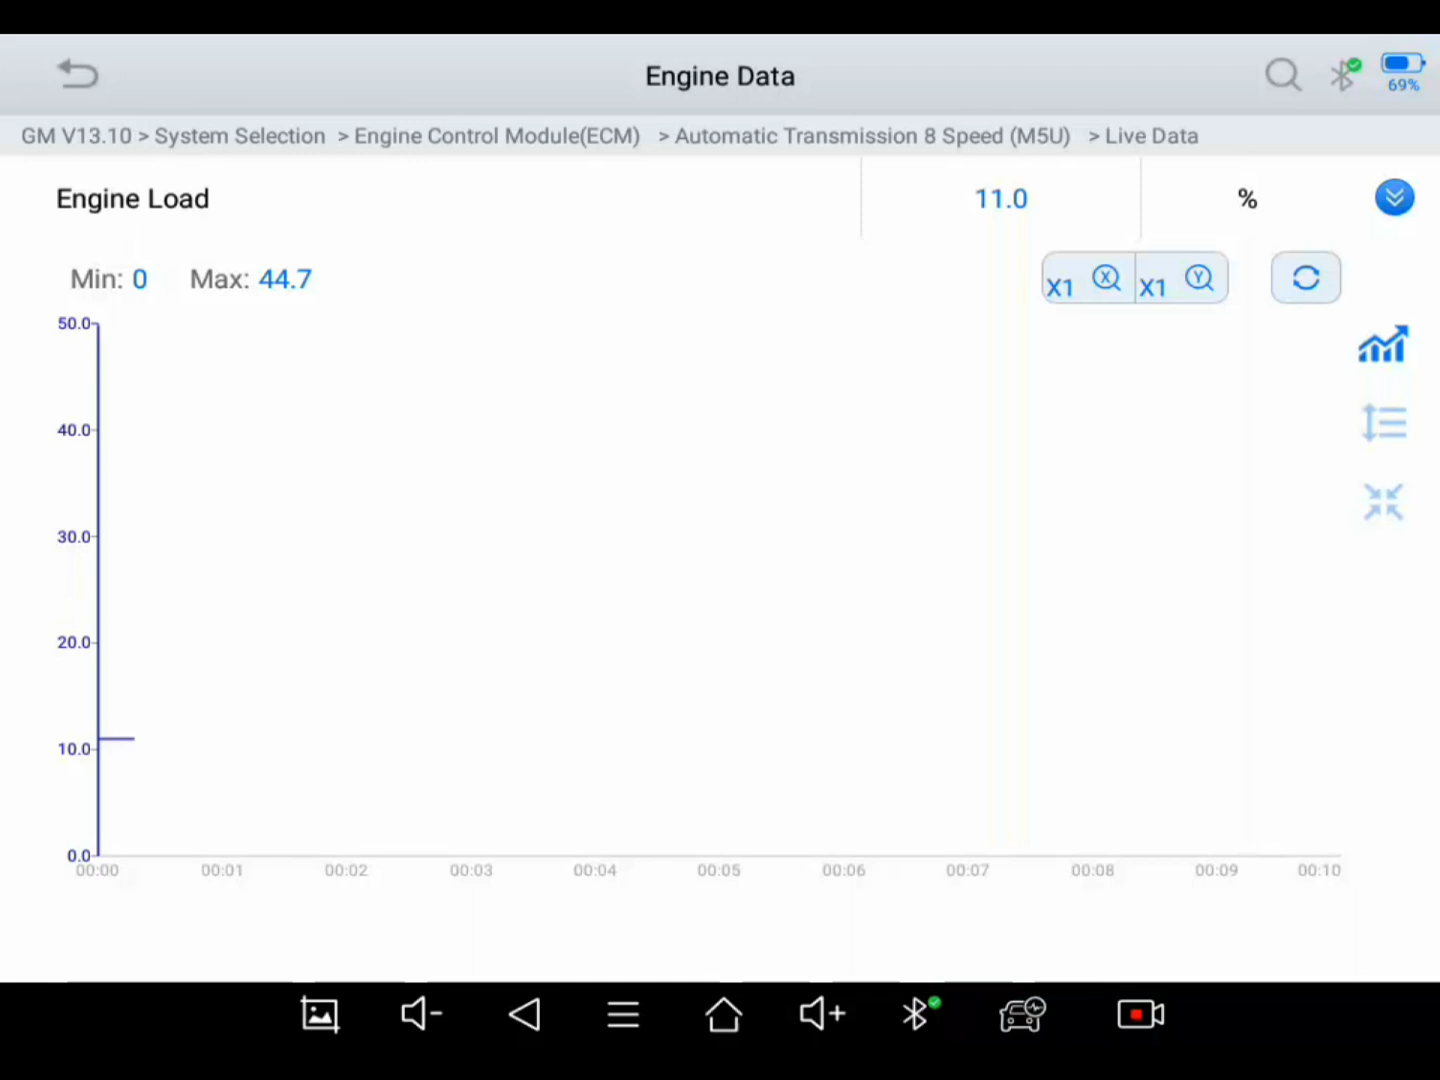 Engine Data
69%
GM V13.10 > System Selection > Engine Control Module(ECM) > Automatic Transmission 8 Speed (M5U) > Live Data
Engine Load 11.0 %
Min: 0 Max: 44.7
X1 X X1 Y
50.0
40.0
30.0
20.0
10.0
0.0
00:00 00:01 00:02 00:03 00:04 00:05 00:06 00:07 00:08 00:09 00:10